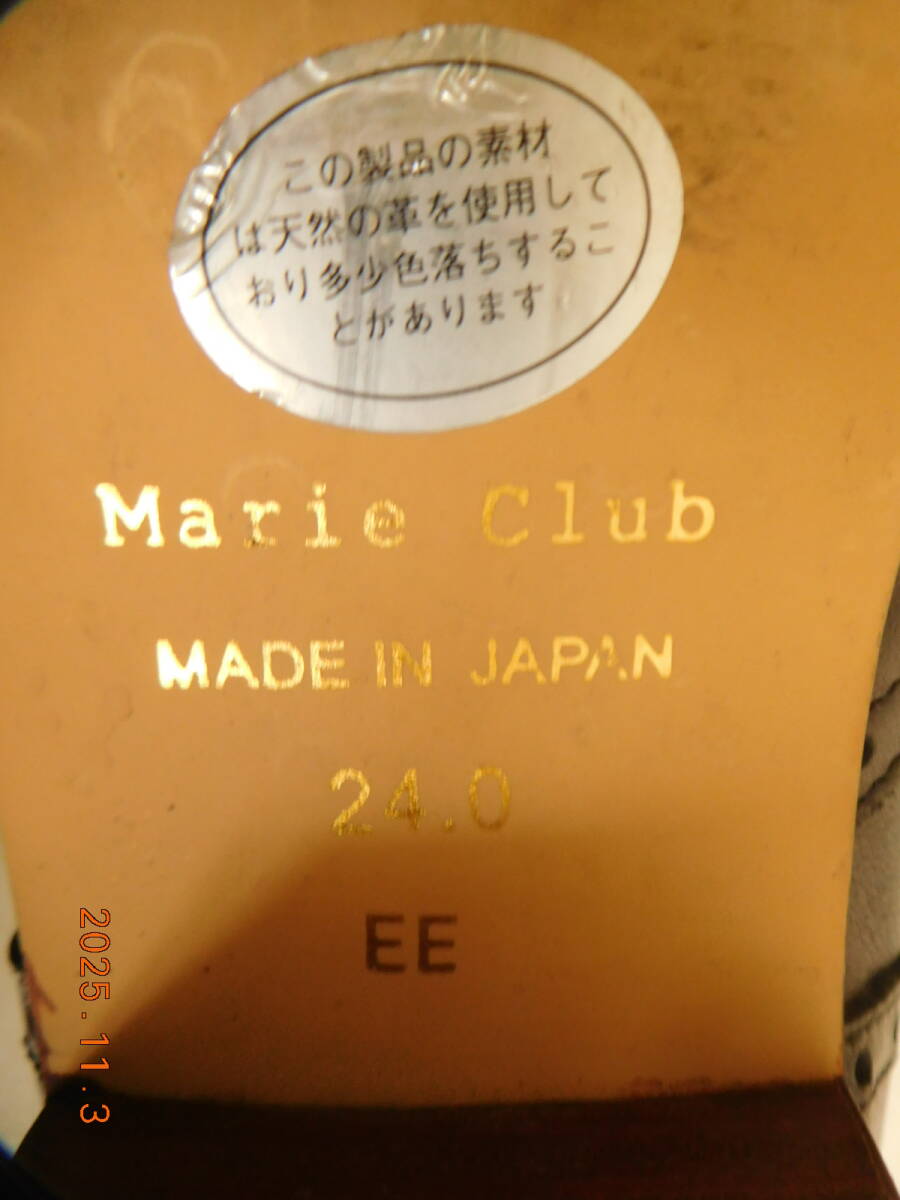 この製品の素材
は天然の革を使用して
おり多少色落ちするこ
とがあります
Marie Club
MADE IN JAPAN
24.0
EE
2025.11.3